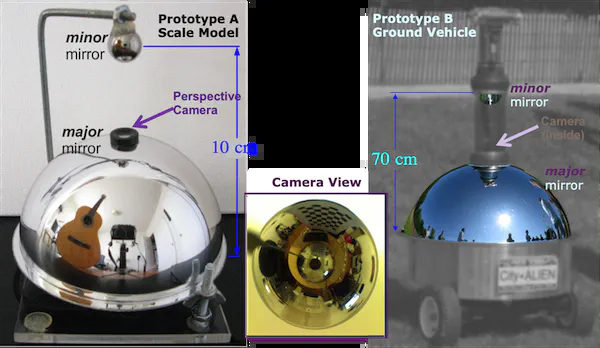 Prototype A
Scale Model
minor
mirror
Perspective
Camera
major
mirror
10 cm
Camera View
Prototype B
Ground Vehicle
minor
mirror
Camera
(inside)
70 cm
major
mirror
City ALIEN